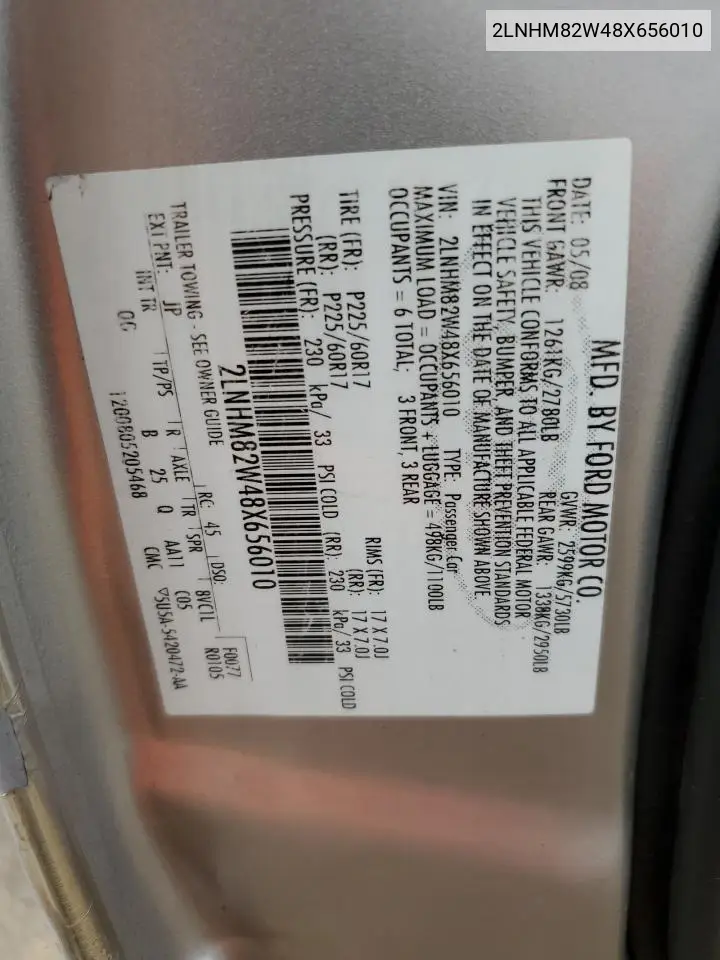 2LNHM82W48X656010
MFD. BY FORD MOTOR CO.
DATE: 05/08 GVWR: 2599KG/5730LB
FRONT GAWR: 1261KG/2780LB REAR GAWR: 1338KG/2950LB
THIS VEHICLE CONFORMS TO ALL APPLICABLE FEDERAL MOTOR
VEHICLE SAFETY, BUMPER, AND THEFT PREVENTION STANDARDS
IN EFFECT ON THE DATE OF MANUFACTURE SHOWN ABOVE
VIN: 2LNHM82W48X656010 TYPE: Passenger Car
MAXIMUM LOAD = OCCUPANTS + LUGGAGE = 498KG/1100LB
OCCUPANTS = 6 TOTAL; 3 FRONT, 3 REAR
TIRE (FR): P225/60R17 RIMS (FR): 17 X 7.0J
(RR): P225/60R17 (RR): 17 X 7.0J
PRESSURE (FR): 230 kPa/ 33 PSI COLD (RR): 230 kPa/ 33 PSI COLD
2LNHM82W48X656010
TRAILER TOWING - SEE OWNER GUIDE
F0077
EXT PNT: JP RC: 45 DSO: R0105
INT TR TP/PS R AXLE TR SPR BVC1L
OG B 25 Q AA11 C05
1200805205468 CMC ▽5U5A-5420472-AA